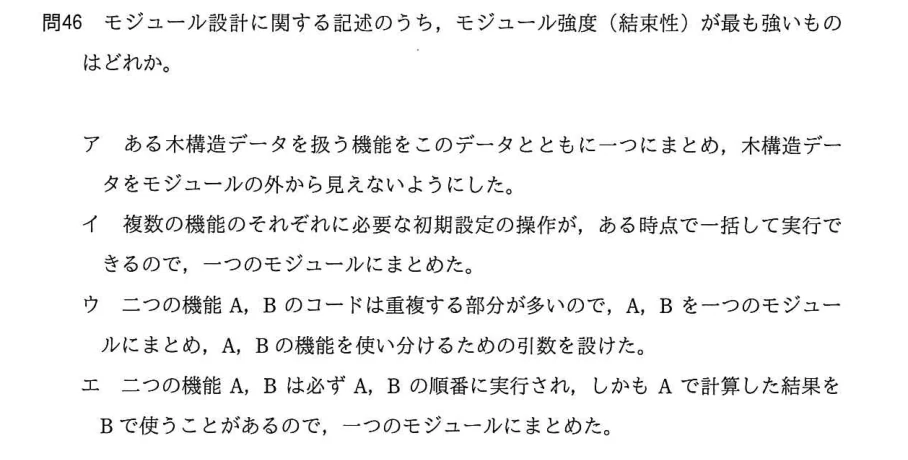 問46 モジュール設計に関する記述のうち，モジュール強度（結束性）が最も強いもの
はどれか。
ア ある木構造データを扱う機能をこのデータとともに一つにまとめ，木構造デー
タをモジュールの外から見えないようにした。
イ 複数の機能のそれぞれに必要な初期設定の操作が，ある時点で一括して実行で
きるので，一つのモジュールにまとめた。
ウ 二つの機能 A，B のコードは重複する部分が多いので，A，B を一つのモジュー
ルにまとめ，A，B の機能を使い分けるための引数を設けた。
エ 二つの機能 A，B は必ず A，B の順番に実行され，しかも A で計算した結果を
B で使うことがあるので，一つのモジュールにまとめた。